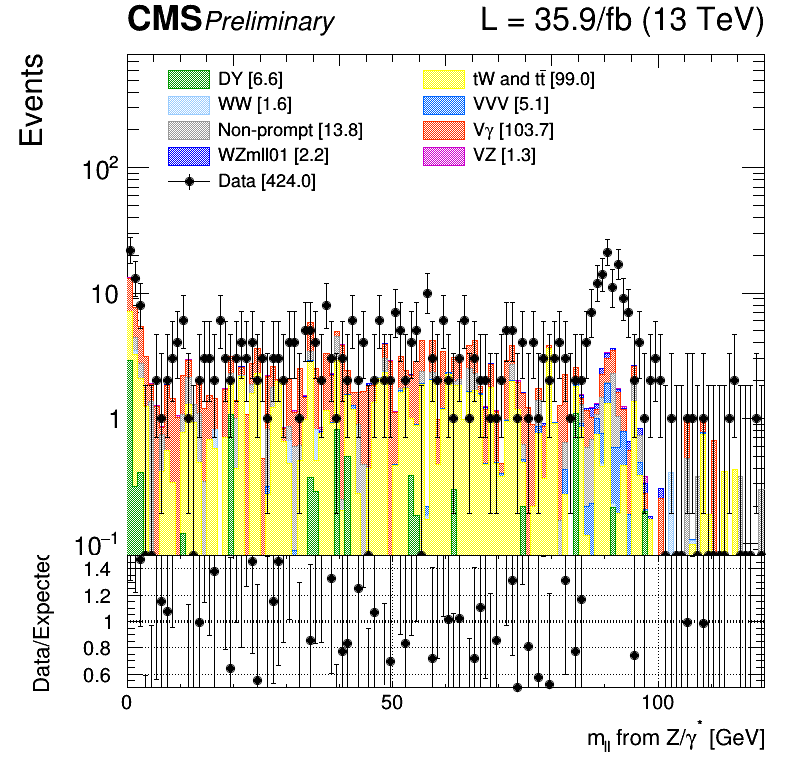 CMS Preliminary L = 35.9/fb (13 TeV)
Events
DY [6.6]
tW and tt̄ [99.0]
WW [1.6]
VVV [5.1]
Non-prompt [13.8]
Vγ [103.7]
WZmll01 [2.2]
VZ [1.3]
Data [424.0]
10²
10
1
10⁻¹
Data/Expected
1.4
1.2
1
0.8
0.6
0 50 100
m_ll from Z/γ* [GeV]